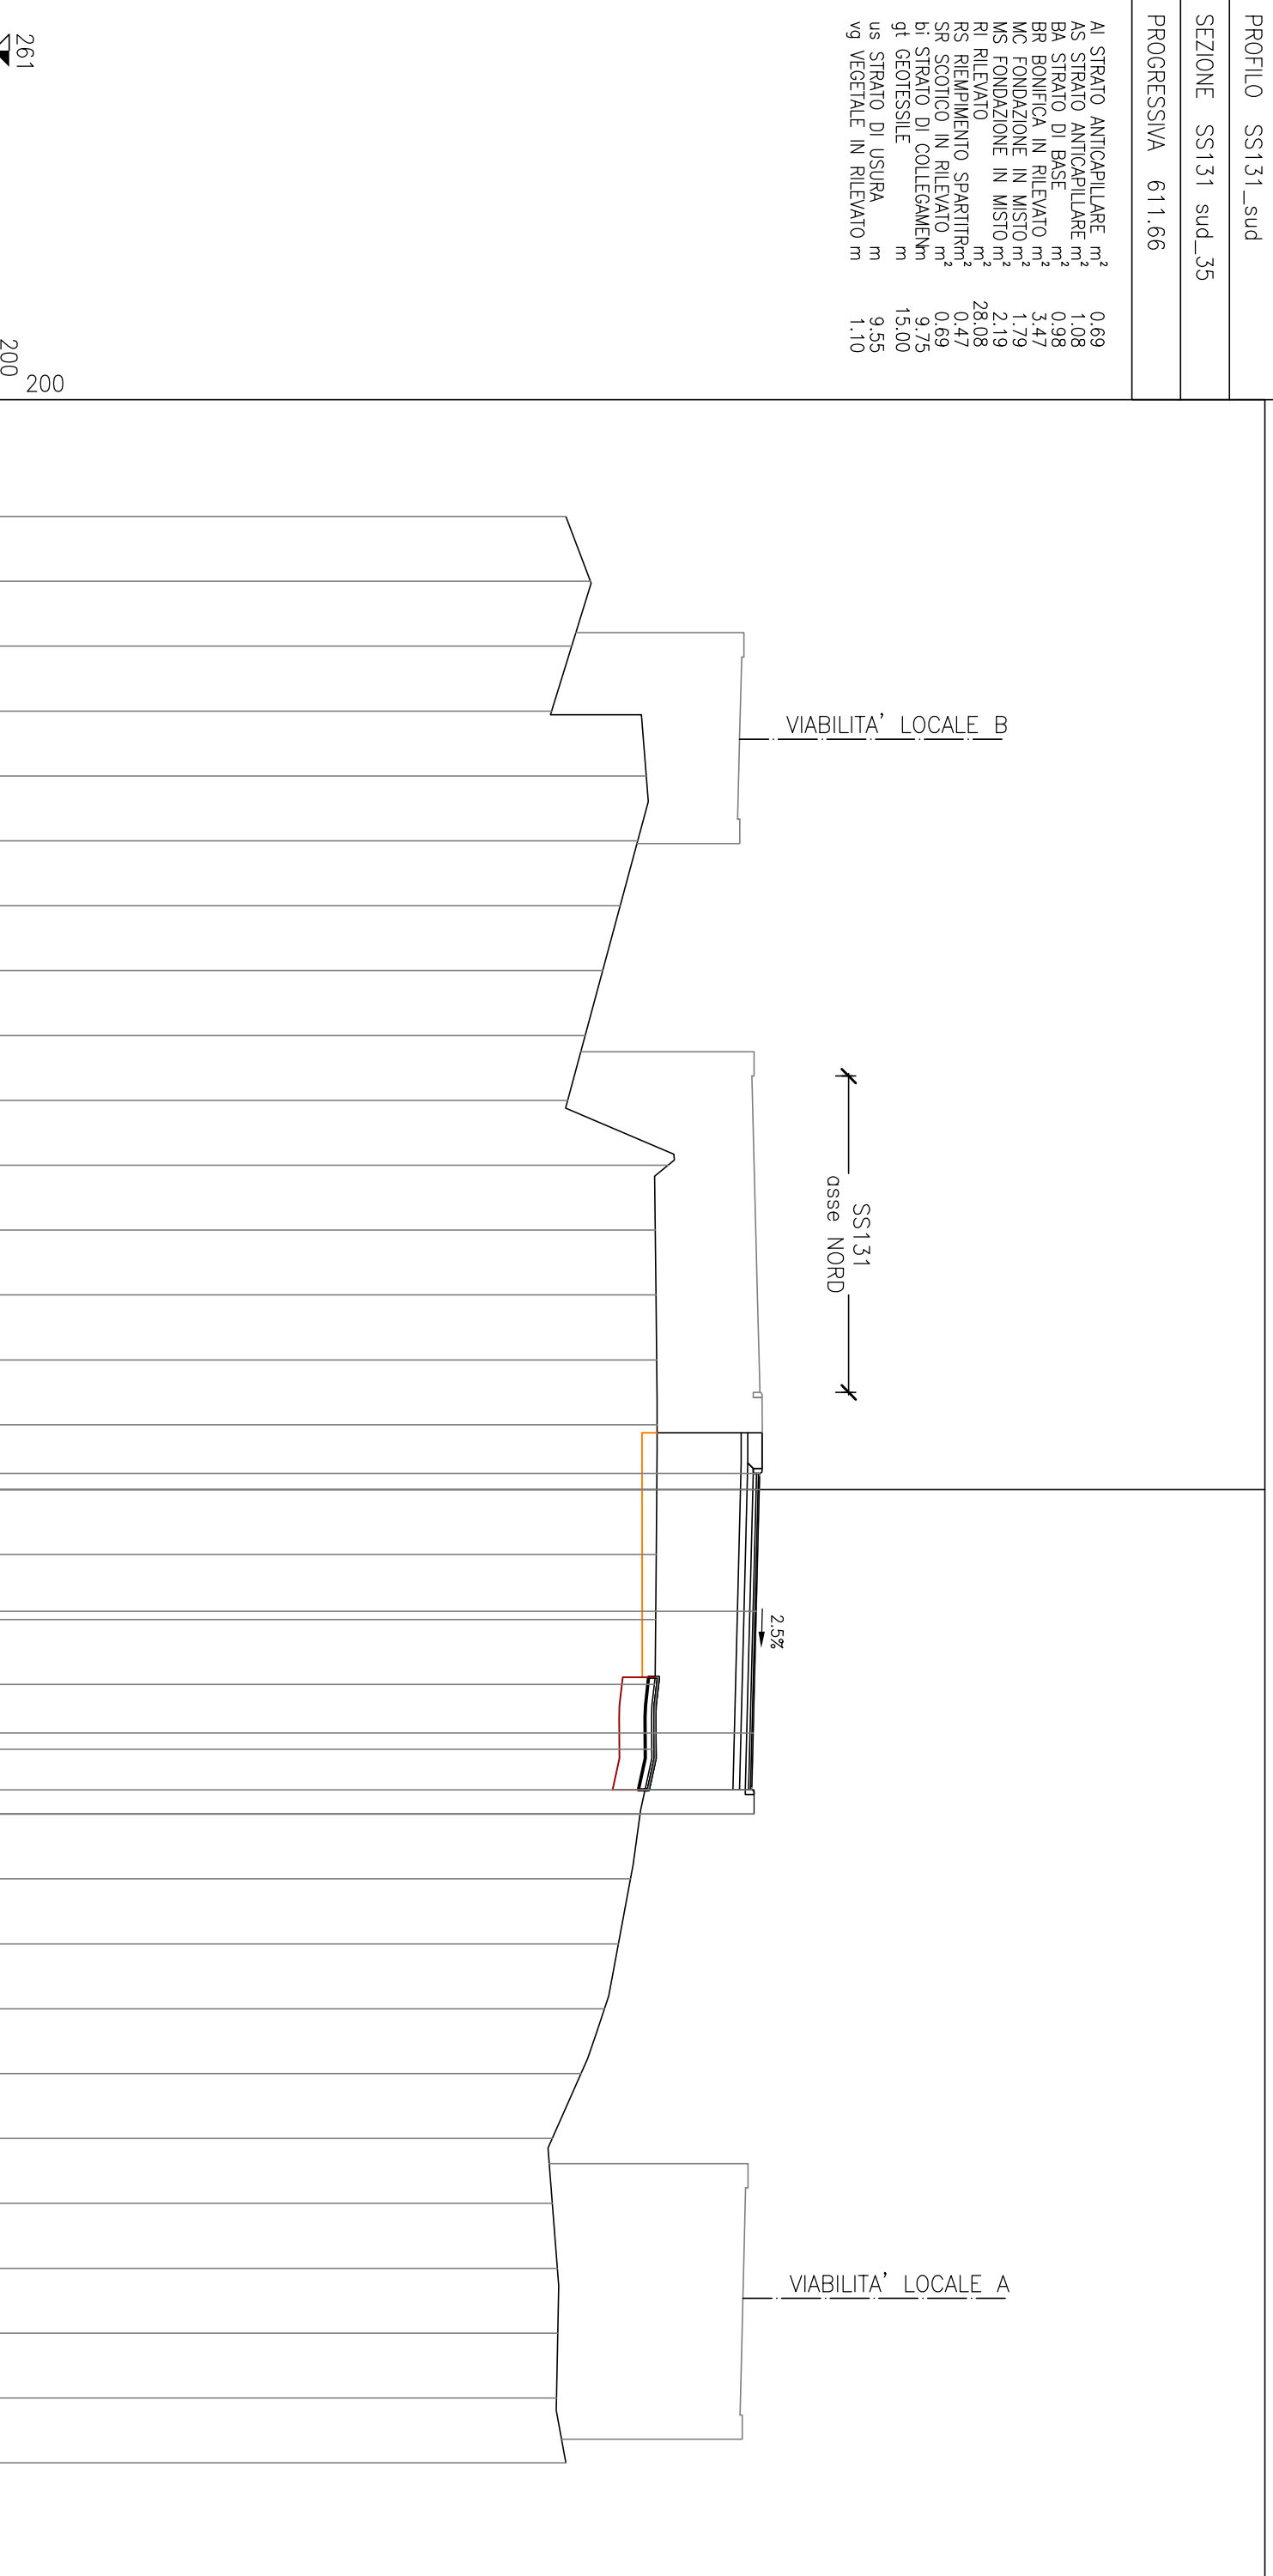 PROFILO SS131_sud
SEZIONE SS131 sud_35
PROGRESSIVA 611.66
AI STRATO ANTICAPILLARE m² 0.69
AS STRATO ANTICAPILLARE m² 1.08
BA STRATO DI BASE m² 0.98
BR BONIFICA IN RILEVATO m² 3.47
MC FONDAZIONE IN MISTO m² 1.79
MS FONDAZIONE IN MISTO m² 2.19
RI RILEVATO m² 28.08
RS RIEMPIMENTO SPARTITR m² 0.47
SR SCOTICO IN RILEVATO m² 0.69
bi STRATO DI COLLEGAMEN m 9.75
gt GEOTESSILE m 15.00
us STRATO DI USURA m 9.55
vg VEGETALE IN RILEVATO m 1.10
VIABILITA' LOCALE B
SS131
asse NORD
2.5%
VIABILITA' LOCALE A
261
200
200